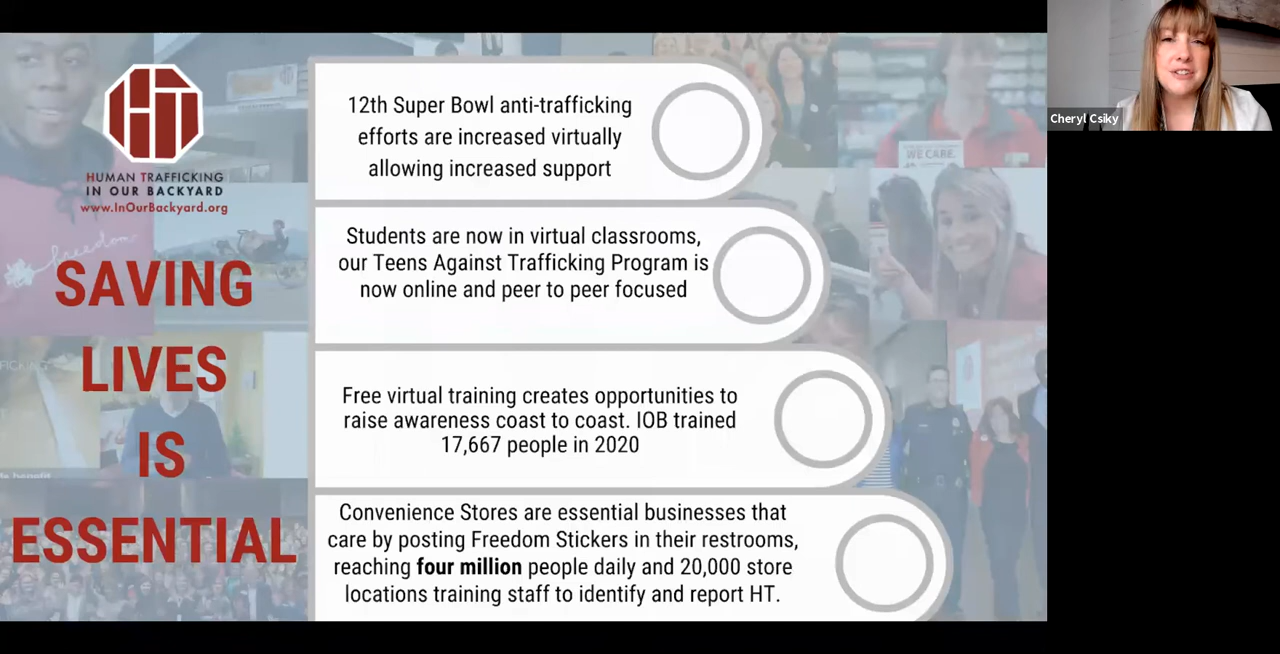 HT
HUMAN TRAFFICKING
IN OUR BACKYARD
www.InOurBackyard.org
SAVING
LIVES
IS
ESSENTIAL
12th Super Bowl anti-trafficking
efforts are increased virtually
allowing increased support
Students are now in virtual classrooms,
our Teens Against Trafficking Program is
now online and peer to peer focused
Free virtual training creates opportunities to
raise awareness coast to coast. IOB trained
17,667 people in 2020
Convenience Stores are essential businesses that
care by posting Freedom Stickers in their restrooms,
reaching four million people daily and 20,000 store
locations training staff to identify and report HT.
WE CARE.
freedom
Cheryl Csiky